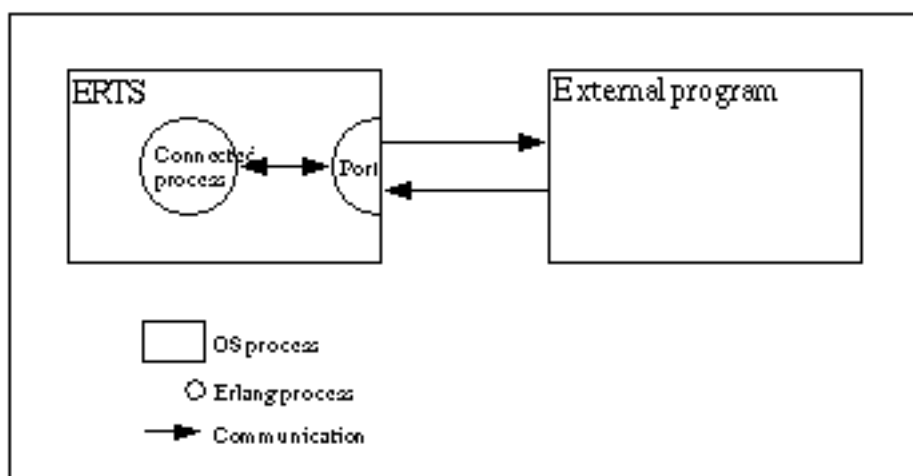 ERTS
External program
Connected
process
Port
OS process
Erlang process
Communication